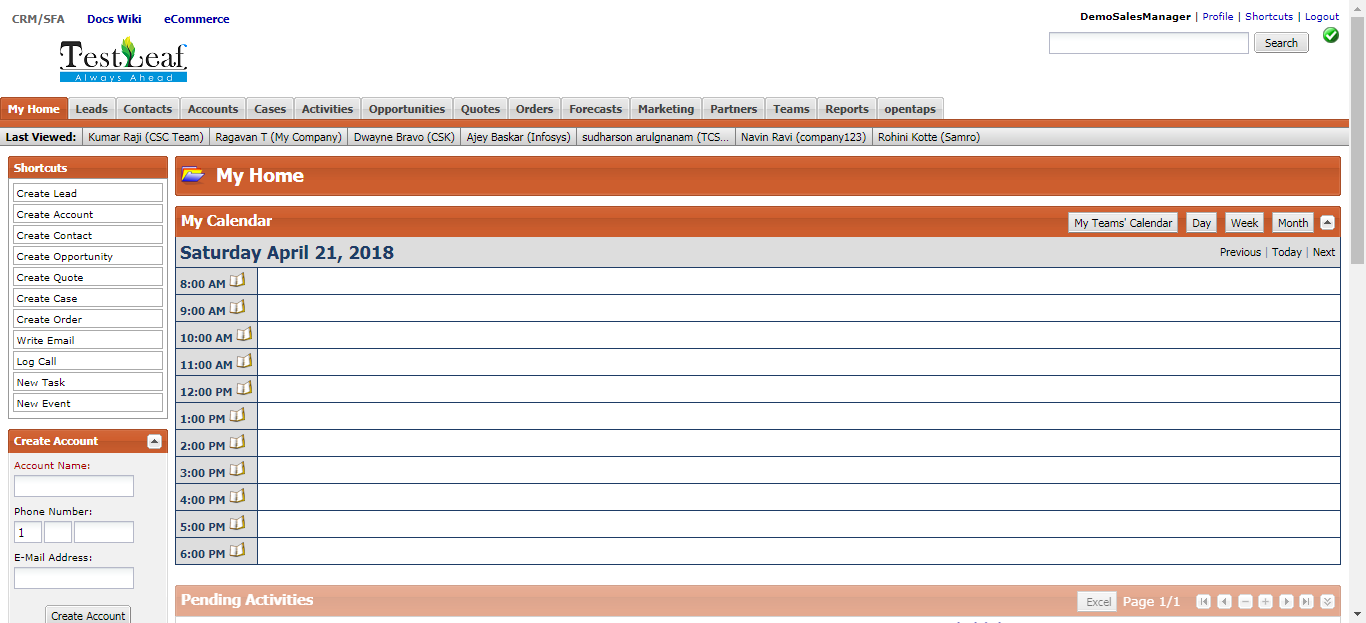 CRM/SFA Docs Wiki eCommerce
DemoSalesManager | Profile | Shortcuts | Logout
TestLeaf
Always Ahead
Search
My Home Leads Contacts Accounts Cases Activities Opportunities Quotes Orders Forecasts Marketing Partners Teams Reports opentaps
Last Viewed: Kumar Raji (CSC Team) Ragavan T (My Company) Dwayne Bravo (CSK) Ajey Baskar (Infosys) sudharson arulgnanam (TCS... Navin Ravi (company123) Rohini Kotte (Samro)
Shortcuts
Create Lead
Create Account
Create Contact
Create Opportunity
Create Quote
Create Case
Create Order
Write Email
Log Call
New Task
New Event
Create Account
Account Name:
Phone Number:
1
E-Mail Address:
Create Account
My Home
My Calendar My Teams' Calendar Day Week Month
Saturday April 21, 2018 Previous | Today | Next
8:00 AM
9:00 AM
10:00 AM
11:00 AM
12:00 PM
1:00 PM
2:00 PM
3:00 PM
4:00 PM
5:00 PM
6:00 PM
Pending Activities Excel Page 1/1